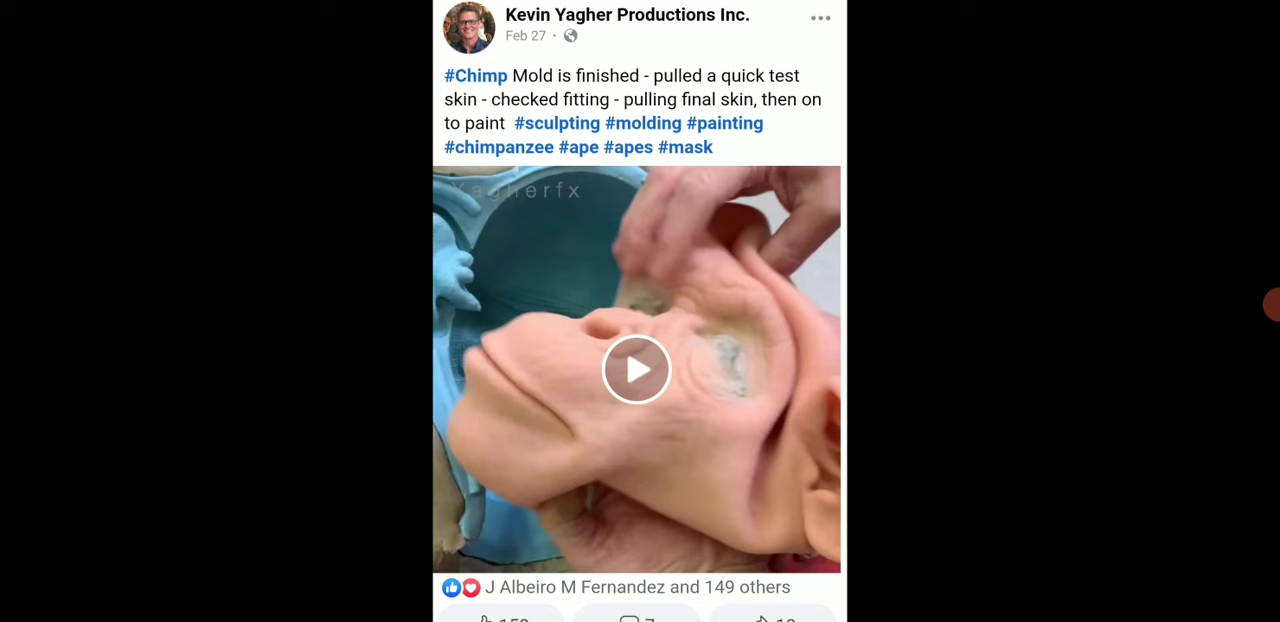 Kevin Yagher Productions Inc.
Feb 27 ·
#Chimp Mold is finished - pulled a quick test
skin - checked fitting - pulling final skin, then on
to paint #sculpting #molding #painting
#chimpanzee #ape #apes #mask
Yagherfx
J Albeiro M Fernandez and 149 others